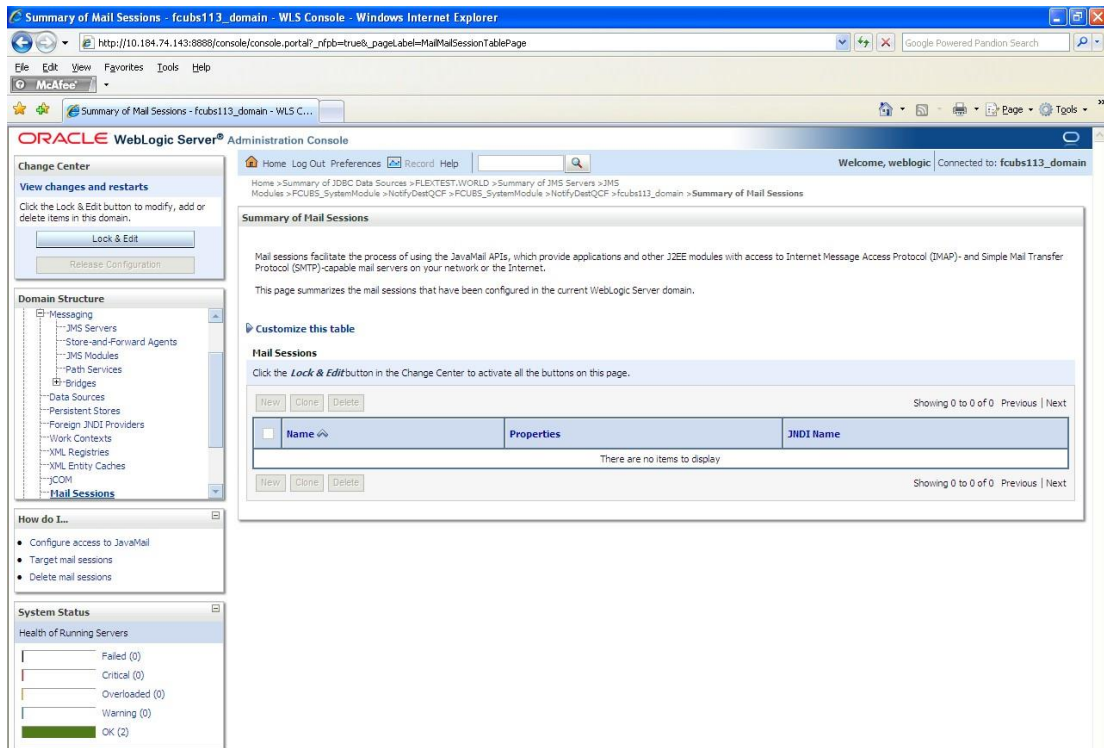 Summary of Mail Sessions - fcubs113_domain - WLS Console - Windows Internet Explorer
http://10.184.74.143:8888/console/console.portal?_nfpb=true&_pageLabel=MailMailSessionTablePage
Google Powered Pandion Search
File Edit View Favorites Tools Help
McAfee
Summary of Mail Sessions - fcubs113_domain - WLS C...
Page Tools
ORACLE WebLogic Server® Administration Console
Change Center
View changes and restarts
Click the Lock & Edit button to modify, add or
delete items in this domain.
Lock & Edit
Release Configuration
Domain Structure
Messaging
JMS Servers
Store-and-Forward Agents
JMS Modules
Path Services
Bridges
Data Sources
Persistent Stores
Foreign JNDI Providers
Work Contexts
XML Registries
XML Entity Caches
jCOM
Mail Sessions
How do I...
Configure access to JavaMail
Target mail sessions
Delete mail sessions
System Status
Health of Running Servers
Failed (0)
Critical (0)
Overloaded (0)
Warning (0)
OK (2)
Home Log Out Preferences Record Help
Welcome, weblogic Connected to: fcubs113_domain
Home >Summary of JDBC Data Sources >FLEXTEST.WORLD >Summary of JMS Servers >JMS
Modules >FCUBS_SystemModule >NotifyDestQCF >FCUBS_SystemModule >NotifyDestQCF >fcubs113_domain >Summary of Mail Sessions
Summary of Mail Sessions
Mail sessions facilitate the process of using the JavaMail APIs, which provide applications and other J2EE modules with access to Internet Message Access Protocol (IMAP)- and Simple Mail Transfer
Protocol (SMTP)-capable mail servers on your network or the Internet.
This page summarizes the mail sessions that have been configured in the current WebLogic Server domain.
Customize this table
Mail Sessions
Click the Lock & Edit button in the Change Center to activate all the buttons on this page.
New Clone Delete
Showing 0 to 0 of 0 Previous | Next
Name Properties JNDI Name
There are no items to display
New Clone Delete
Showing 0 to 0 of 0 Previous | Next